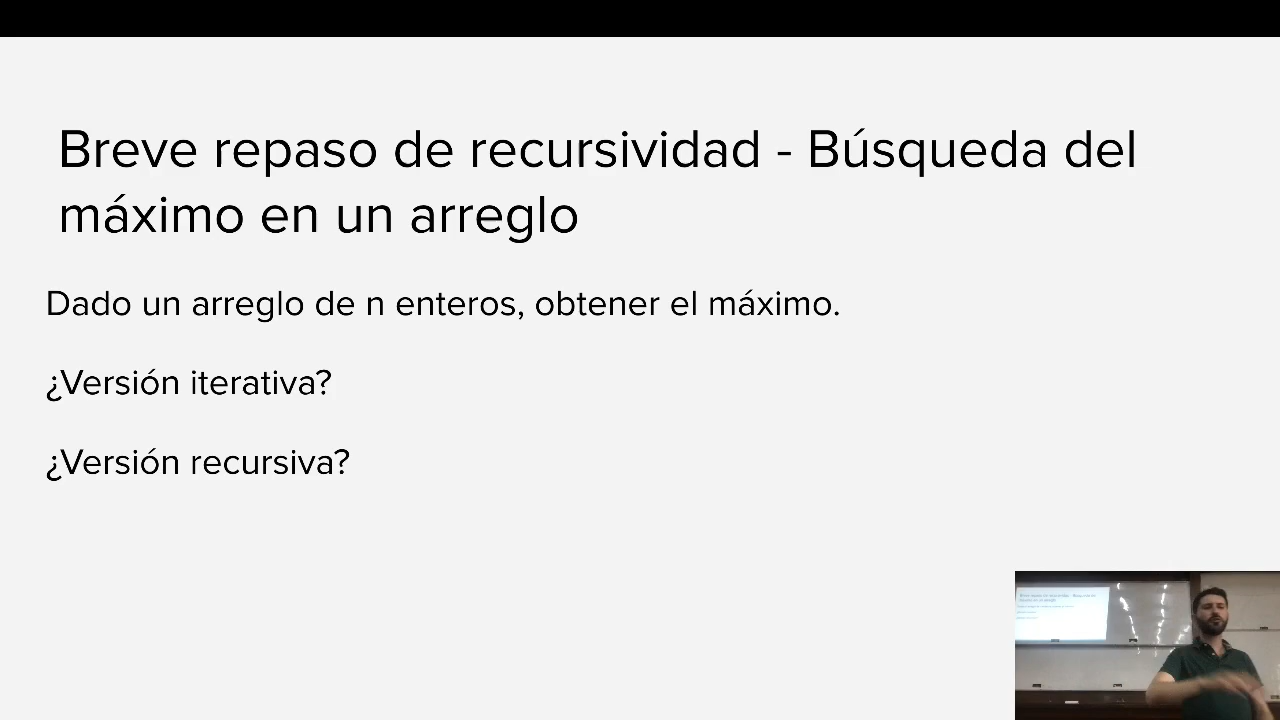 Breve repaso de recursividad - Búsqueda del
máximo en un arreglo
Dado un arreglo de n enteros, obtener el máximo.
¿Versión iterativa?
¿Versión recursiva?